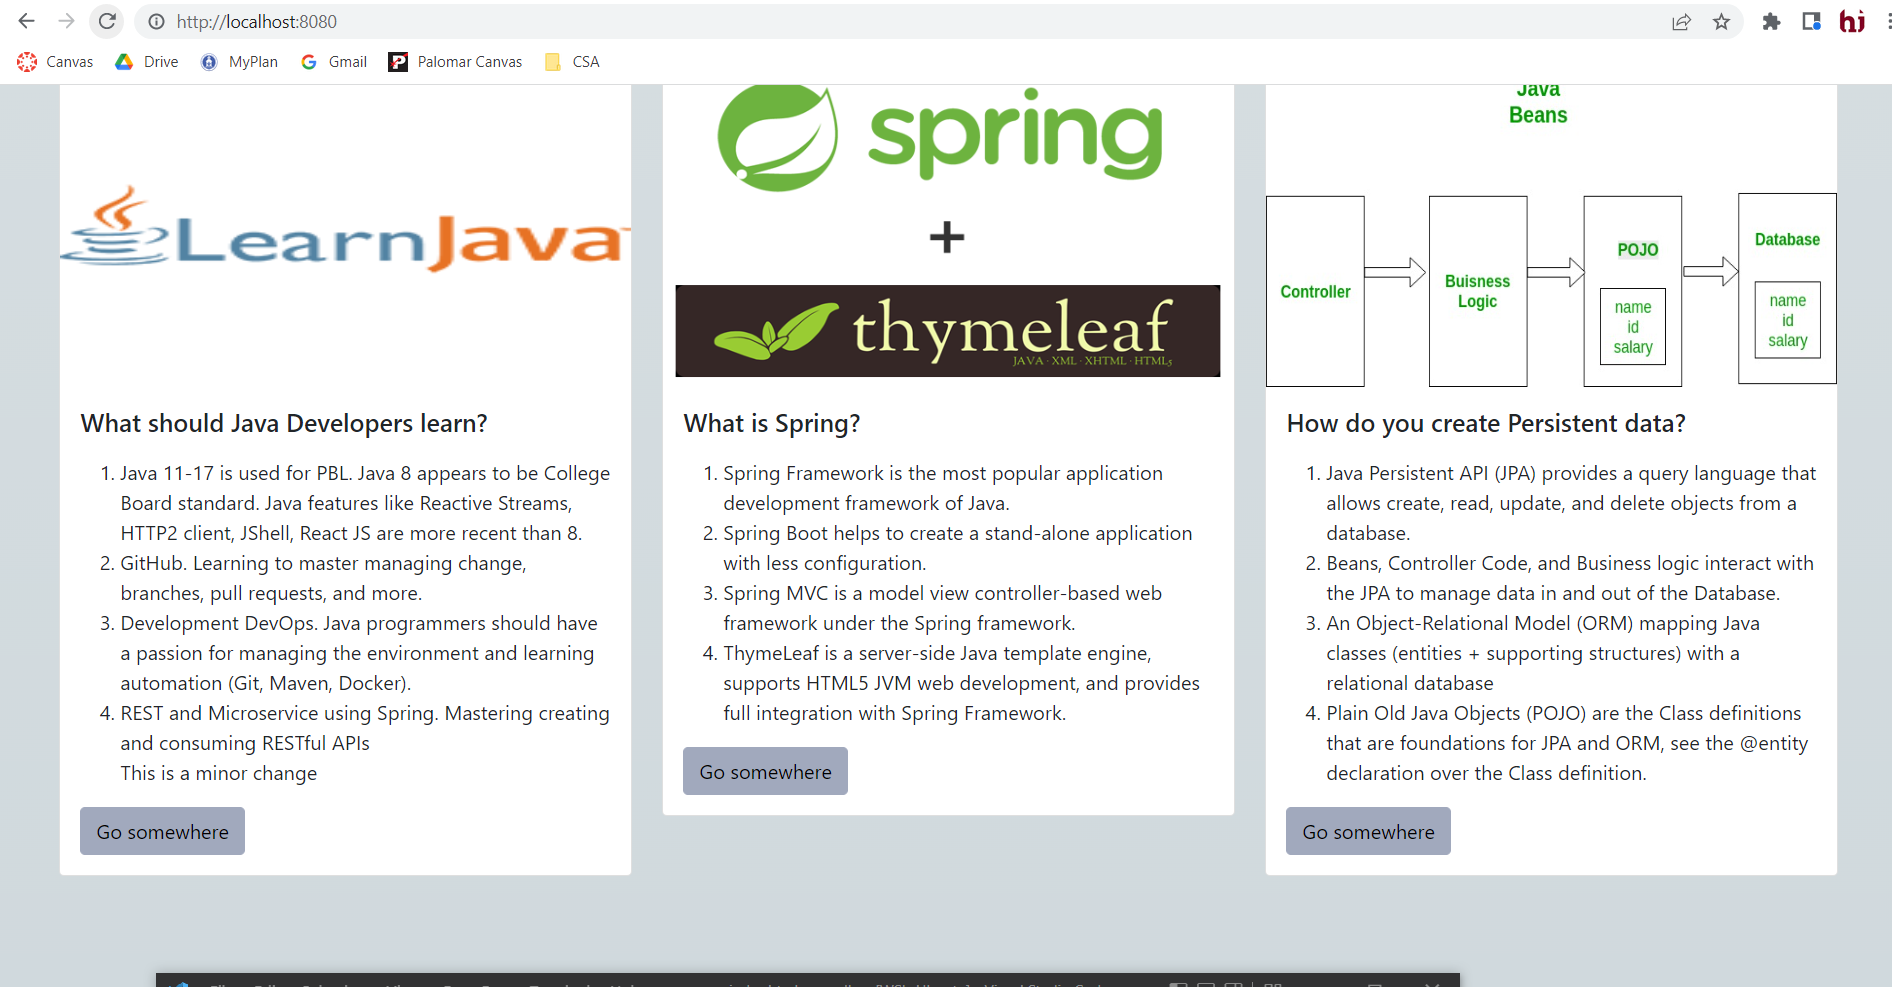 http://localhost:8080
Canvas
Drive
MyPlan
Gmail
Palomar Canvas
CSA
LearnJava
What should Java Developers learn?
1. Java 11-17 is used for PBL. Java 8 appears to be College
Board standard. Java features like Reactive Streams,
HTTP2 client, JShell, React JS are more recent than 8.
2. GitHub. Learning to master managing change,
branches, pull requests, and more.
3. Development DevOps. Java programmers should have
a passion for managing the environment and learning
automation (Git, Maven, Docker).
4. REST and Microservice using Spring. Mastering creating
and consuming RESTful APIs
This is a minor change
Go somewhere
spring
+
thymeleaf
JAVA · XML · XHTML · HTML5
What is Spring?
1. Spring Framework is the most popular application
development framework of Java.
2. Spring Boot helps to create a stand-alone application
with less configuration.
3. Spring MVC is a model view controller-based web
framework under the Spring framework.
4. ThymeLeaf is a server-side Java template engine,
supports HTML5 JVM web development, and provides
full integration with Spring Framework.
Go somewhere
Java
Beans
Controller
Buisness
Logic
POJO
name
id
salary
Database
name
id
salary
How do you create Persistent data?
1. Java Persistent API (JPA) provides a query language that
allows create, read, update, and delete objects from a
database.
2. Beans, Controller Code, and Business logic interact with
the JPA to manage data in and out of the Database.
3. An Object-Relational Model (ORM) mapping Java
classes (entities + supporting structures) with a
relational database
4. Plain Old Java Objects (POJO) are the Class definitions
that are foundations for JPA and ORM, see the @entity
declaration over the Class definition.
Go somewhere